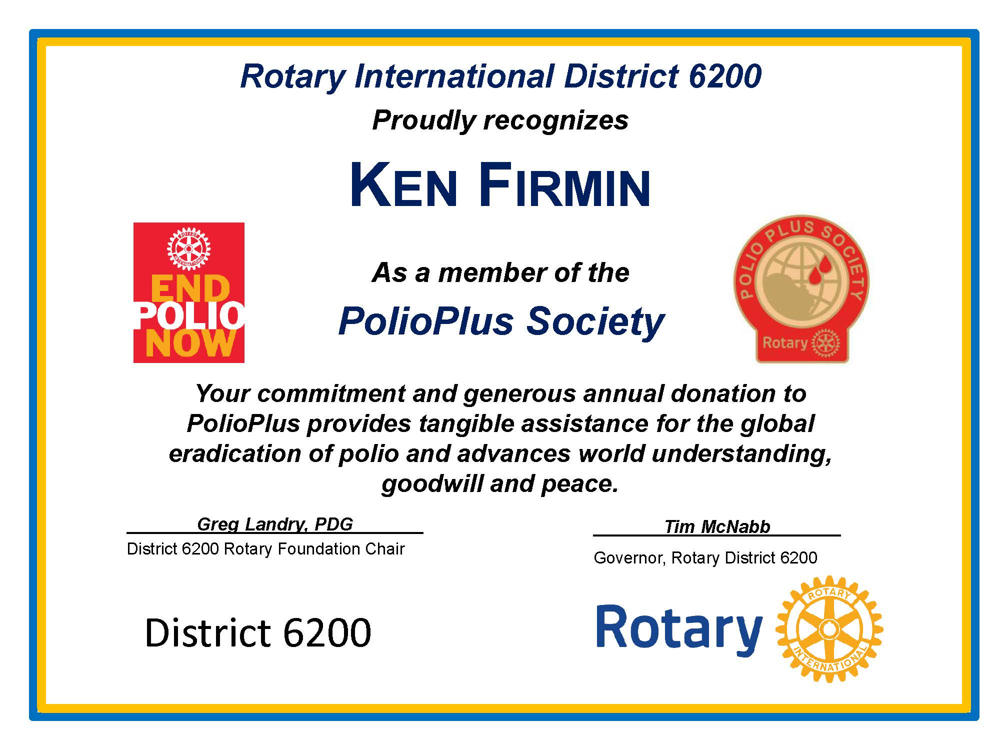 Rotary International District 6200
Proudly recognizes
KEN FIRMIN
ROTARY
INTERNATIONAL
END
POLIO
NOW
As a member of the
PolioPlus Society
POLIO PLUS SOCIETY
Rotary
Your commitment and generous annual donation to
PolioPlus provides tangible assistance for the global
eradication of polio and advances world understanding,
goodwill and peace.
Greg Landry, PDG
District 6200 Rotary Foundation Chair
Tim McNabb
Governor, Rotary District 6200
District 6200
Rotary
ROTARY
INTERNATIONAL